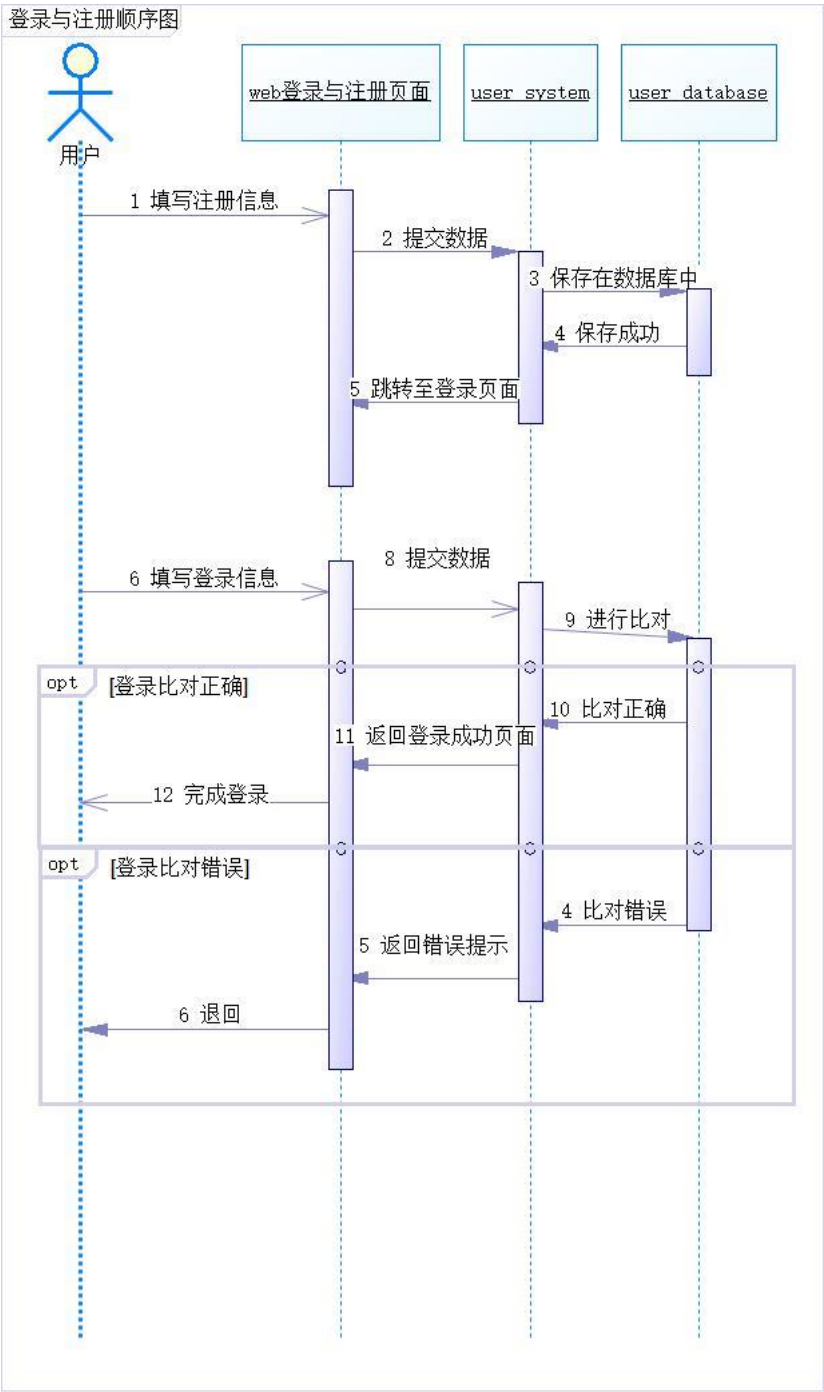 登录与注册顺序图
web登录与注册页面
user system
user database
用户
1 填写注册信息
2 提交数据
3 保存在数据库中
4 保存成功
5 跳转至登录页面
8 提交数据
6 填写登录信息
9 进行比对
opt [登录比对正确]
10 比对正确
11 返回登录成功页面
12 完成登录
opt [登录比对错误]
4 比对错误
5 返回错误提示
6 退回